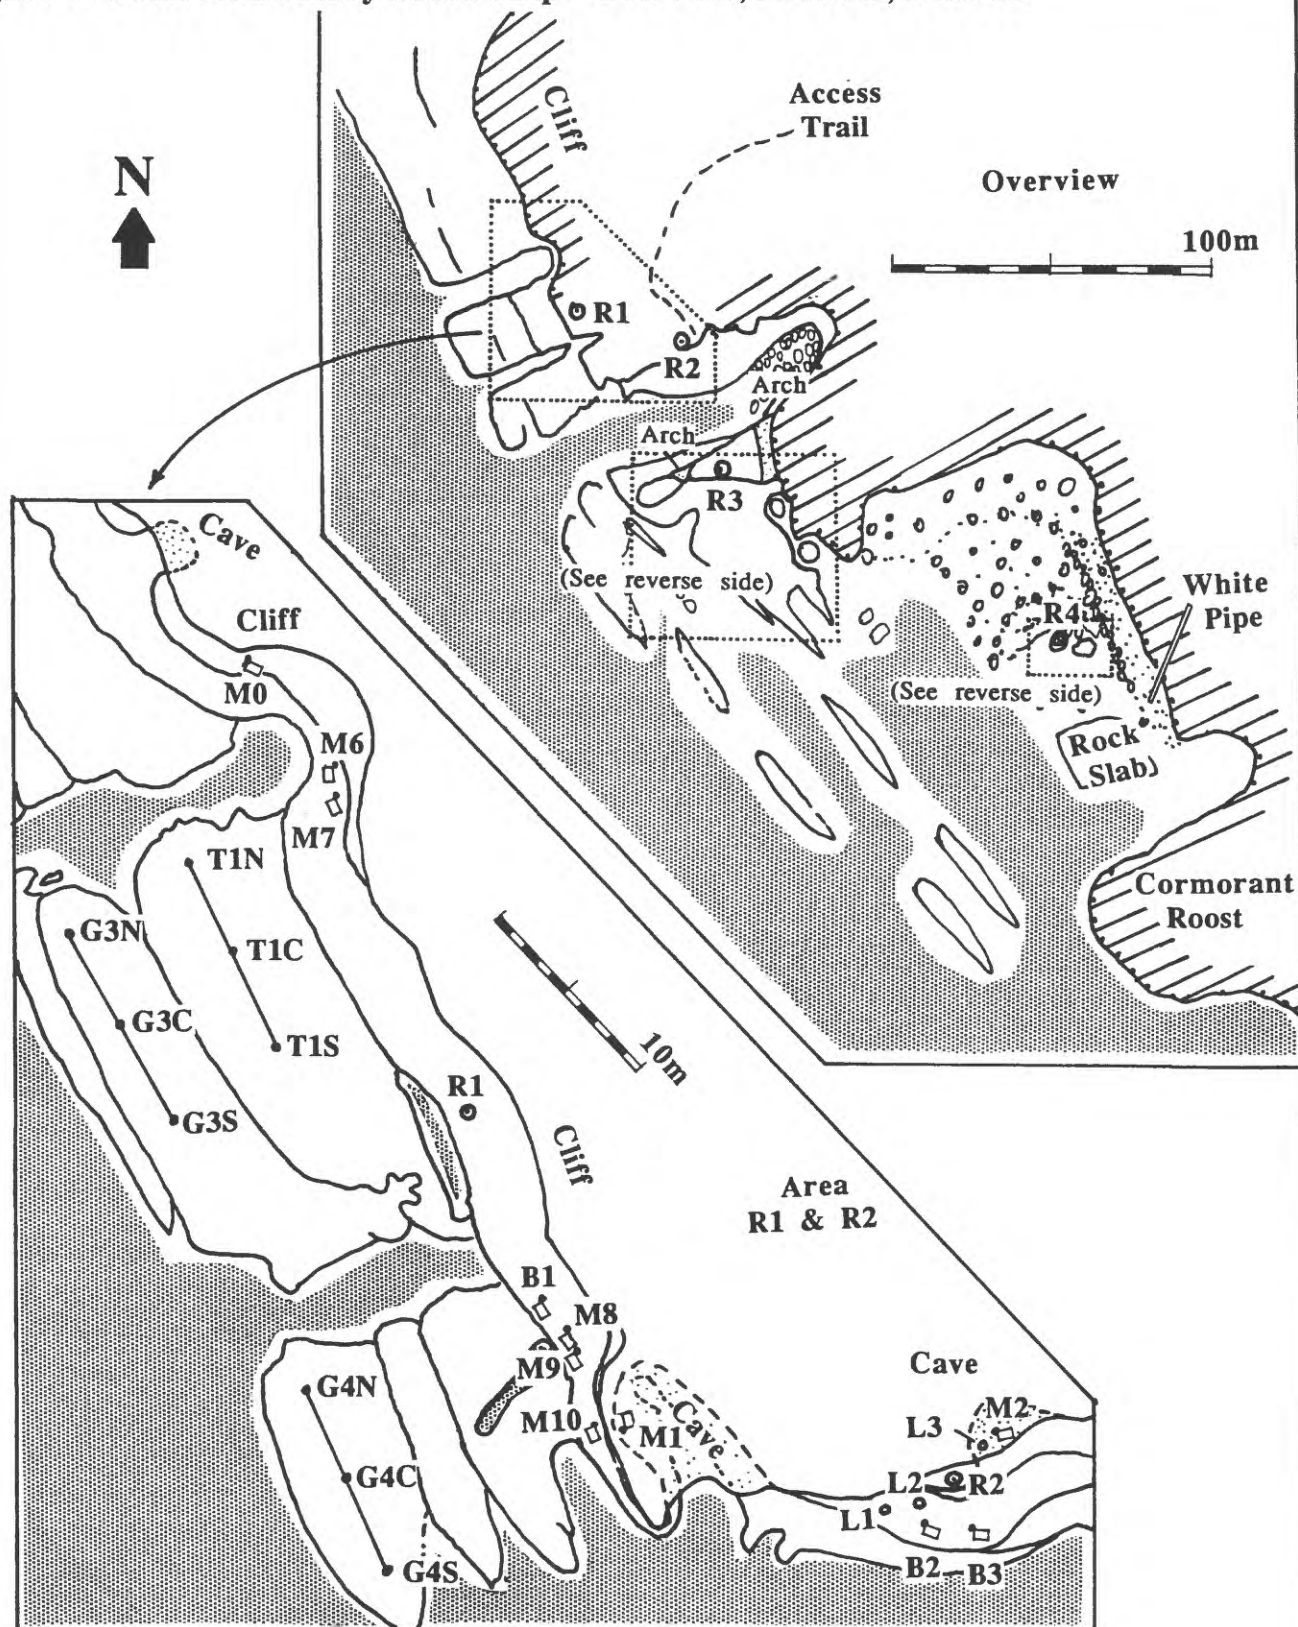 N
Cliff
Access
Trail
Overview
100m
R1
R2
Arch
Arch
R3
(See reverse side)
R4
White
Pipe
(See reverse side)
Rock
Slab
Cormorant
Roost
Cave
Cliff
M0
M6
M7
T1N
T1C
T1S
G3N
G3C
G3S
10m
R1
Cliff
Area
R1 & R2
B1
M8
M9
M10
M1
Cave
G4N
G4C
G4S
Cave
M2
L3
L2
R2
L1
B2
B3